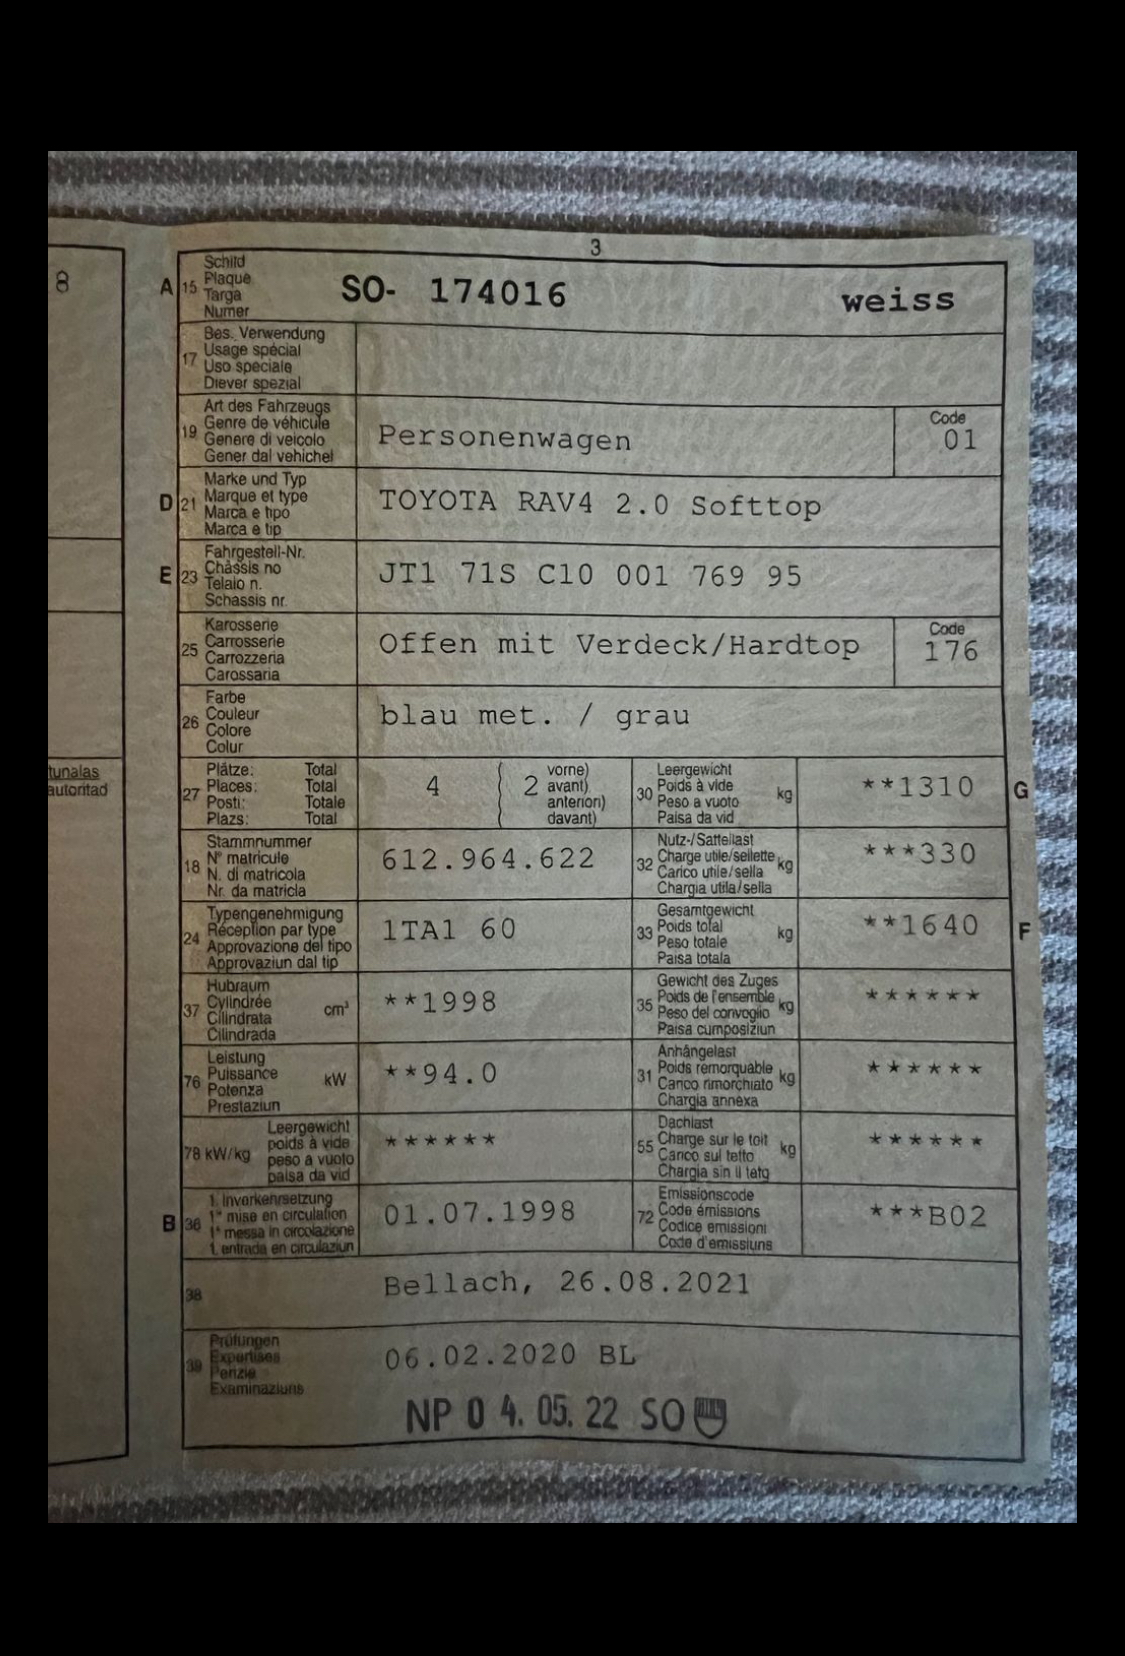 3
8
A 15 Schild
Plaque
Targa
Numer
SO- 174016 weiss
17 Bes. Verwendung
Usage spécial
Uso speciale
Diever spezial
19 Art des Fahrzeugs
Genre de véhicule
Genere di veicolo
Gener dal vehichel
Personenwagen
Code
01
D 21 Marke und Typ
Marque et type
Marca e tipo
Marca e tip
TOYOTA RAV4 2.0 Softtop
E 23 Fahrgestell-Nr.
Châssis no
Telaio n.
Schassis nr.
JT1 71S C10 001 769 95
25 Karosserie
Carrosserie
Carrozzeria
Carossaria
Offen mit Verdeck/Hardtop
Code
176
26 Farbe
Couleur
Colore
Colur
blau met. / grau
tunalas
autoritad
27 Plätze: Total
Places: Total
Posti: Totale
Plazs: Total
4 ( 2 vorne)
avant)
anteriori)
davant)
30 Leergewicht
Poids à vide
Peso a vuoto
Paisa da vid
kg
**1310 G
18 Stammnummer
N° matricule
N. di matricola
Nr. da matricla
612.964.622
32 Nutz-/Sattellast
Charge utile/sellette
Carico utile/sella
Chargia utila/sella
kg
***330
24 Typengenehmigung
Réception par type
Approvazione del tipo
Approvaziun dal tip
1TA1 60
33 Gesamtgewicht
Poids total
Peso totale
Paisa totala
kg
**1640 F
37 Hubraum
Cylindrée
Cilindrata
Cilindrada
cm³
**1998
35 Gewicht des Zuges
Poids de l'ensemble
Peso del convoglio
Paisa cumposiziun
kg
******
76 Leistung
Puissance
Potenza
Prestaziun
kW
**94.0
31 Anhängelast
Poids remorquable
Carico rimorchiato
Chargia annexa
kg
******
78 kW/kg Leergewicht
poids à vide
peso a vuoto
paisa da vid
******
55 Dachlast
Charge sur le toit
Carico sul tetto
Chargia sin il tetg
kg
******
B 36 1. Inverkehrsetzung
1re mise en circulation
1a messa in circolazione
1. entrada en circulaziun
01.07.1998
72 Emissionscode
Code émissions
Codice emissioni
Code d'emissiuns
***B02
38
Bellach, 26.08.2021
39 Prüfungen
Expertises
Perizie
Examinaziuns
06.02.2020 BL
NP 0 4. 05. 22 SO